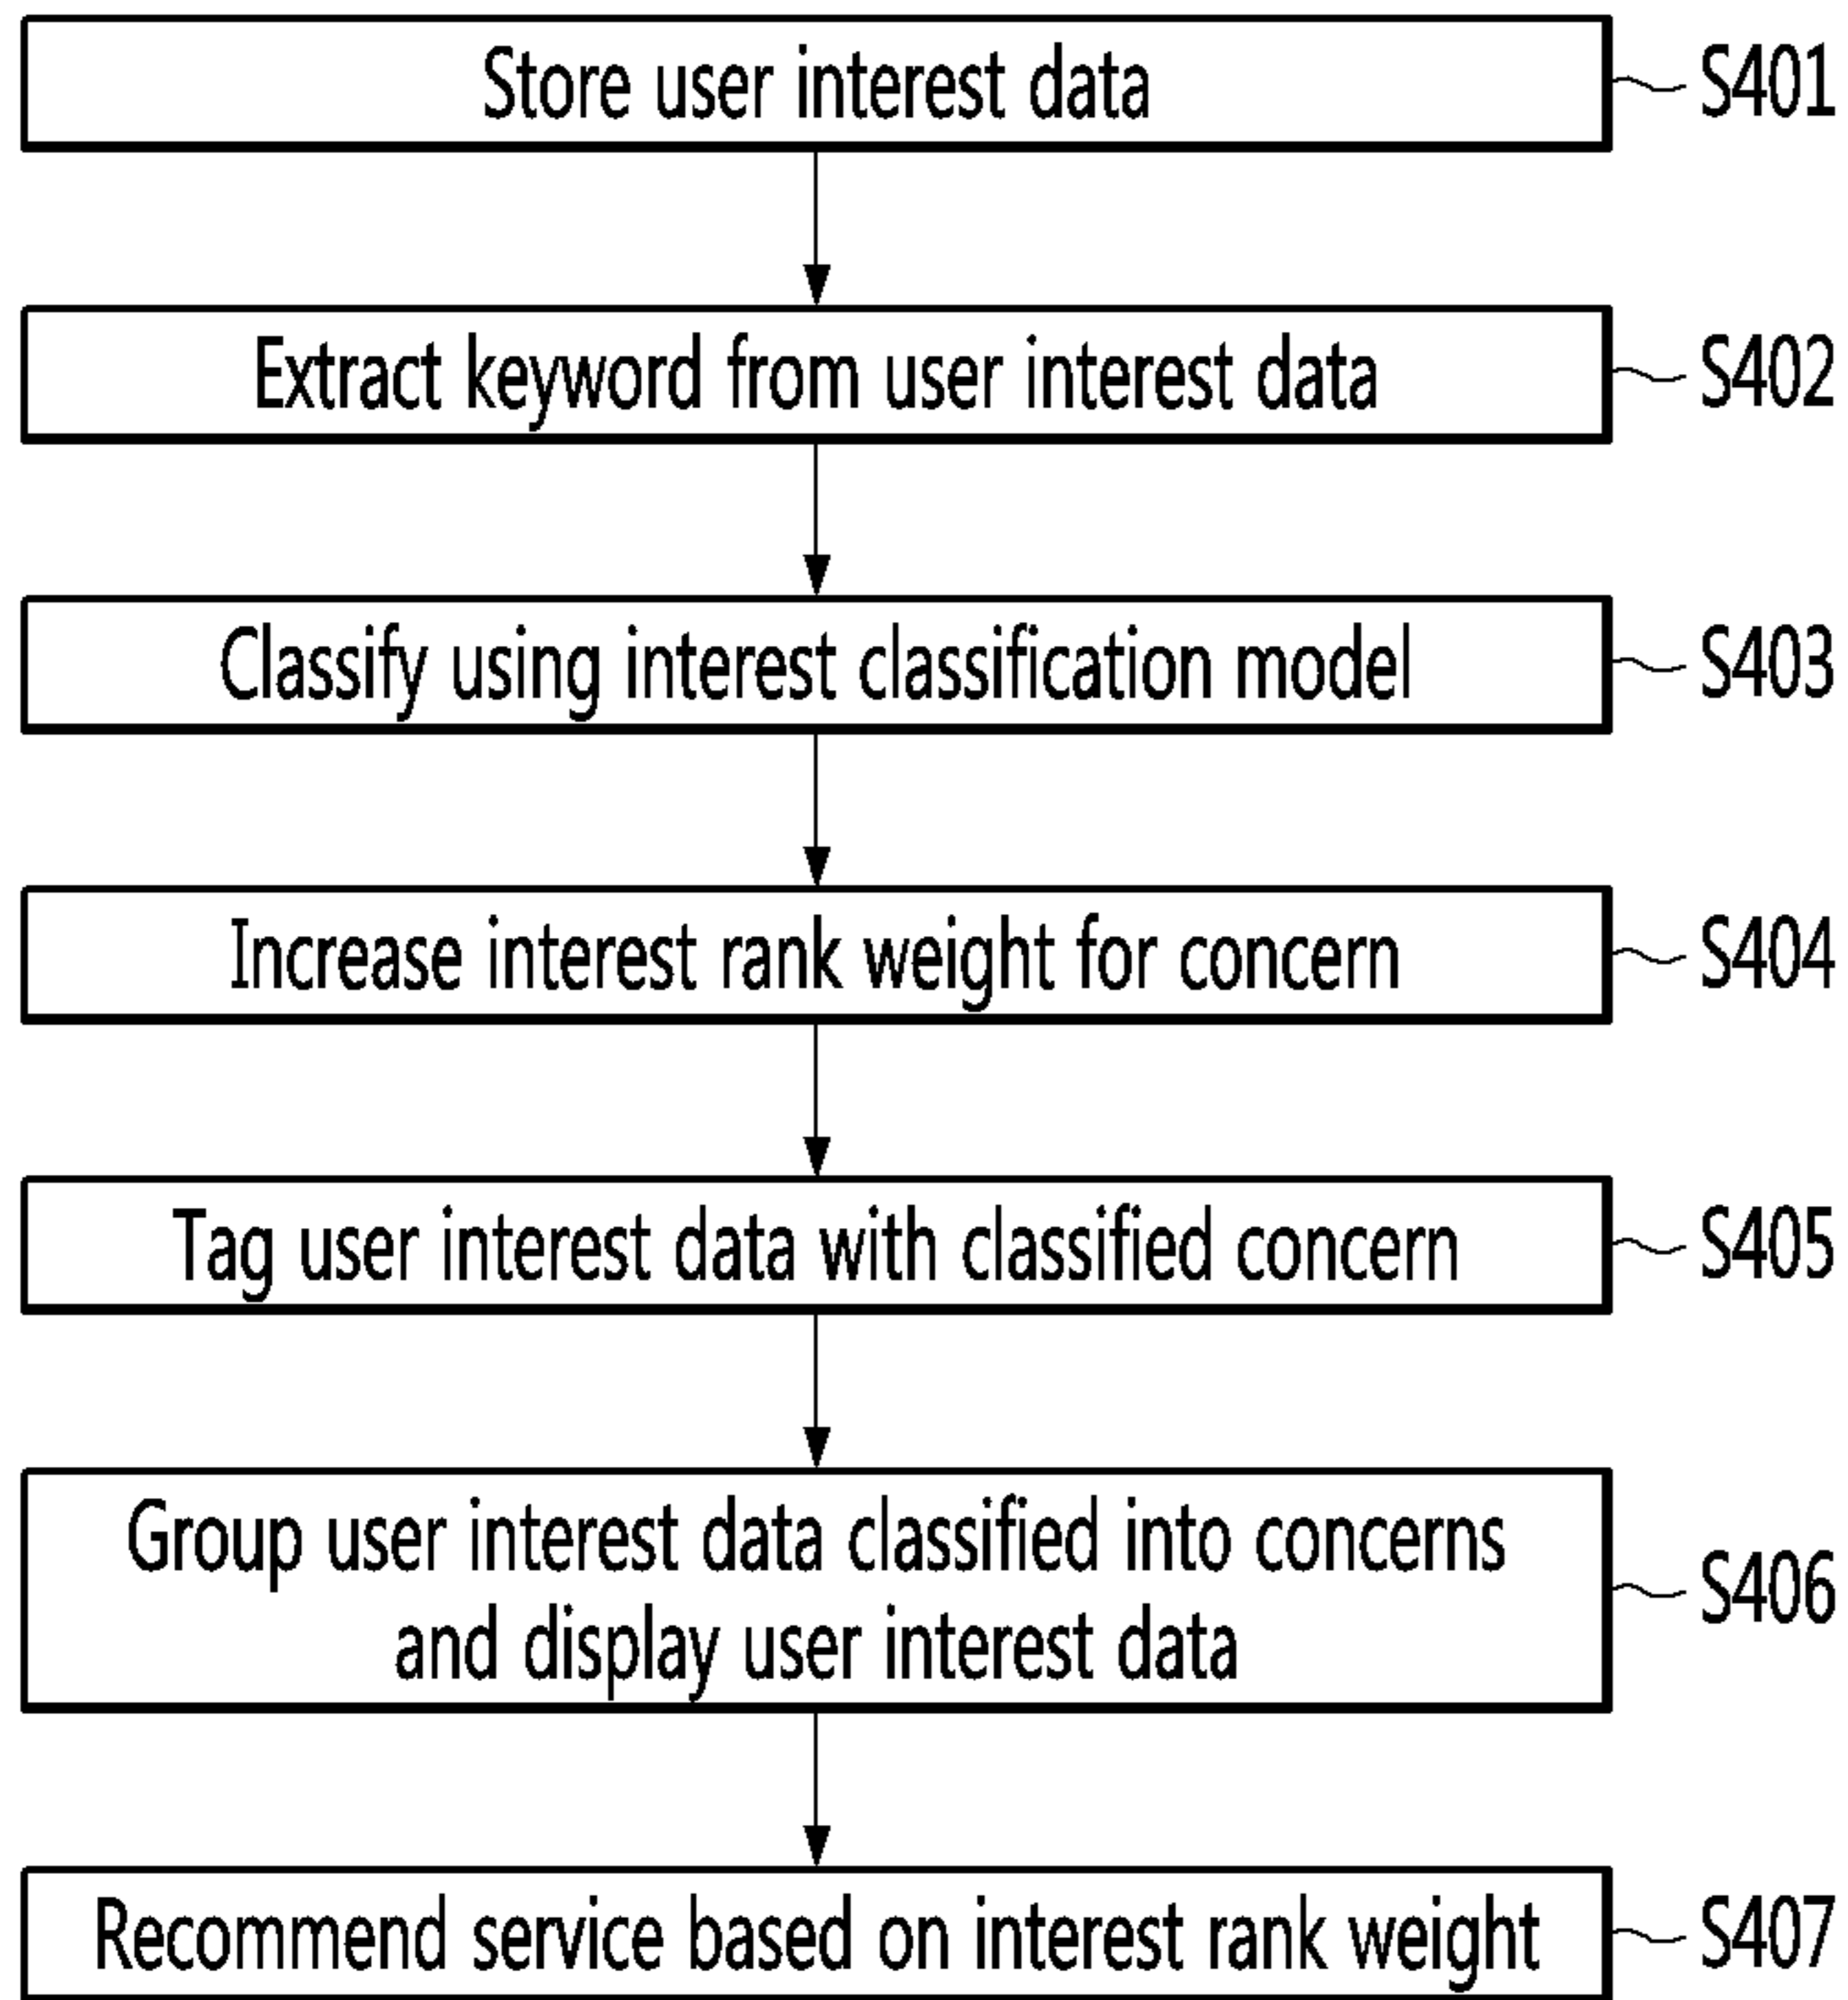 Store user interest data
S401
Extract keyword from user interest data
S402
Classify using interest classification model
S403
Increase interest rank weight for concern
S404
Tag user interest data with classified concern
S405
Group user interest data classified into concerns
and display user interest data
S406
Recommend service based on interest rank weight
S407